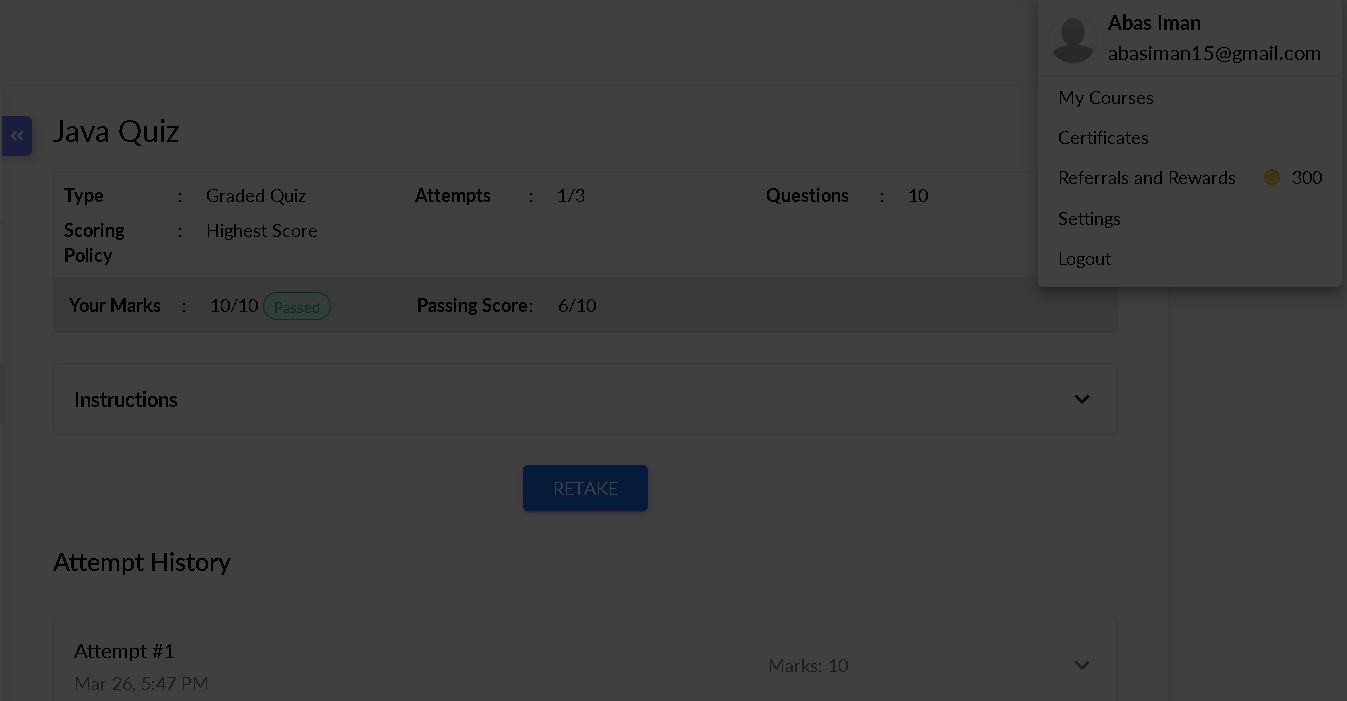 Abas Iman
abasiman15@gmail.com
My Courses
Certificates
Referrals and Rewards 300
Settings
Logout
«
Java Quiz
Type : Graded Quiz Attempts : 1/3 Questions : 10
Scoring Policy : Highest Score
Your Marks : 10/10 Passed Passing Score: 6/10
Instructions
RETAKE
Attempt History
Attempt #1
Marks: 10
Mar 26, 5:47 PM